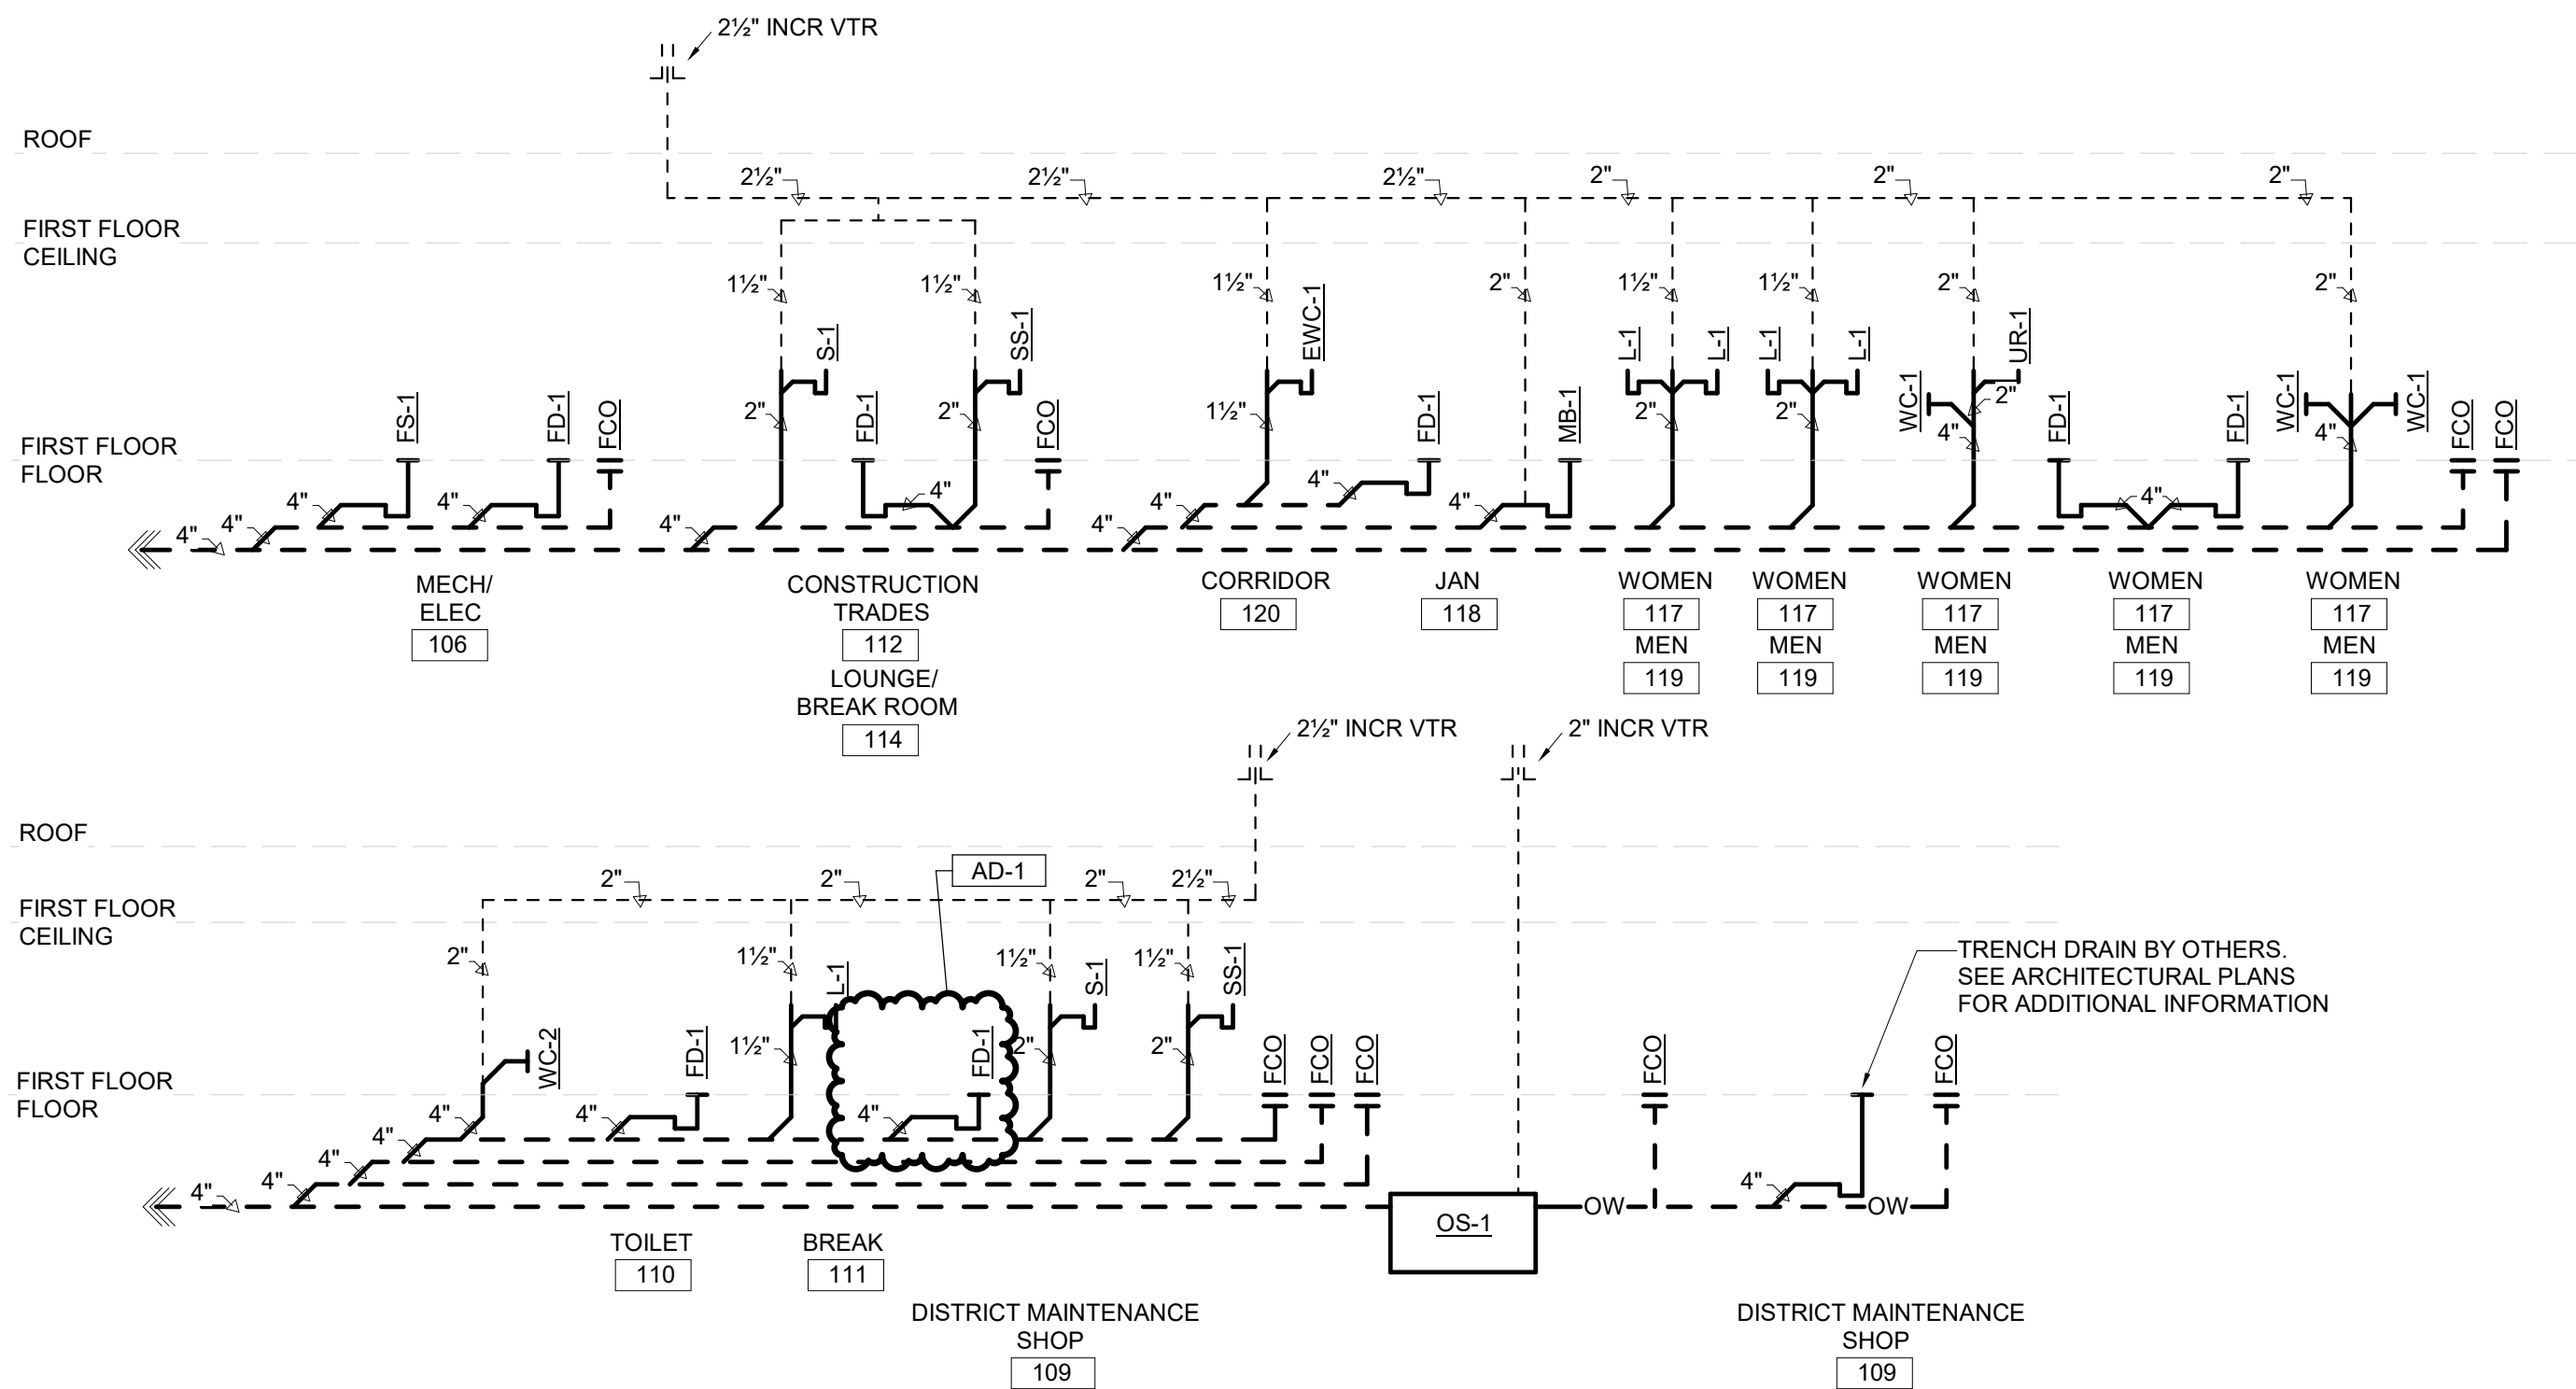 2½" INCR VTR
ROOF
2½" 2½" 2½" 2" 2" 2"
FIRST FLOOR
CEILING
1½" 1½" 1½" 2" 1½" 1½" 2" 2"
S-1 SS-1 EWC-1 L-1 L-1 L-1 L-1 UR-1
FS-1 FD-1 FCO 2" FD-1 2" FCO 1½" FD-1 MB-1 2" 2" WC-1 2" 4" FD-1 FD-1 WC-1 4" WC-1 FCO FCO
FIRST FLOOR
FLOOR
4" 4" 4" 4" 4" 4"
4" 4" 4" 4"
MECH/
ELEC
106
CONSTRUCTION
TRADES
112
LOUNGE/
BREAK ROOM
114
CORRIDOR
120
JAN
118
WOMEN
117
MEN
119
WOMEN
117
MEN
119
WOMEN
117
MEN
119
WOMEN
117
MEN
119
WOMEN
117
MEN
119
2½" INCR VTR
2" INCR VTR
ROOF
AD-1
2" 2" 2" 2½"
FIRST FLOOR
CEILING
2" 1½" 1½" 1½"
L-1 S-1 SS-1
TRENCH DRAIN BY OTHERS.
SEE ARCHITECTURAL PLANS
FOR ADDITIONAL INFORMATION
WC-2 FD-1 1½" FD-1 2" 2" FCO FCO FCO FCO FCO
FIRST FLOOR
FLOOR
4" 4" 4"
4"
4"
4" 4"
4" OW OW
OS-1
TOILET
110
BREAK
111
DISTRICT MAINTENANCE
SHOP
109
DISTRICT MAINTENANCE
SHOP
109